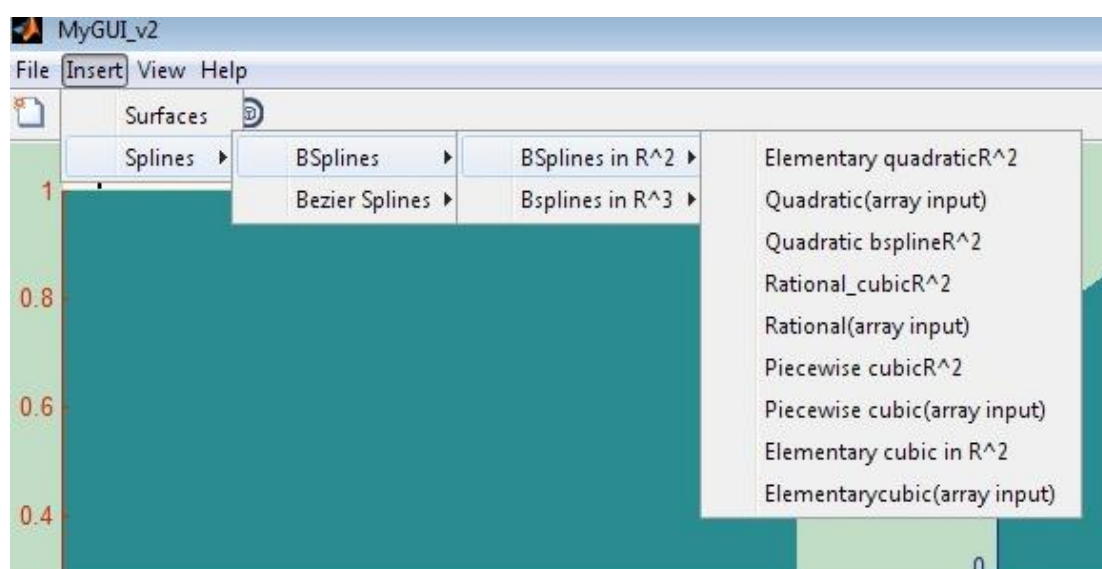 MyGUI_v2
File Insert View Help
Surfaces
Splines
BSplines
Bezier Splines
BSplines in R^2
Bsplines in R^3
Elementary quadraticR^2
Quadratic(array input)
Quadratic bsplineR^2
Rational_cubicR^2
Rational(array input)
Piecewise cubicR^2
Piecewise cubic(array input)
Elementary cubic in R^2
Elementarycubic(array input)
1
0.8
0.6
0.4
0